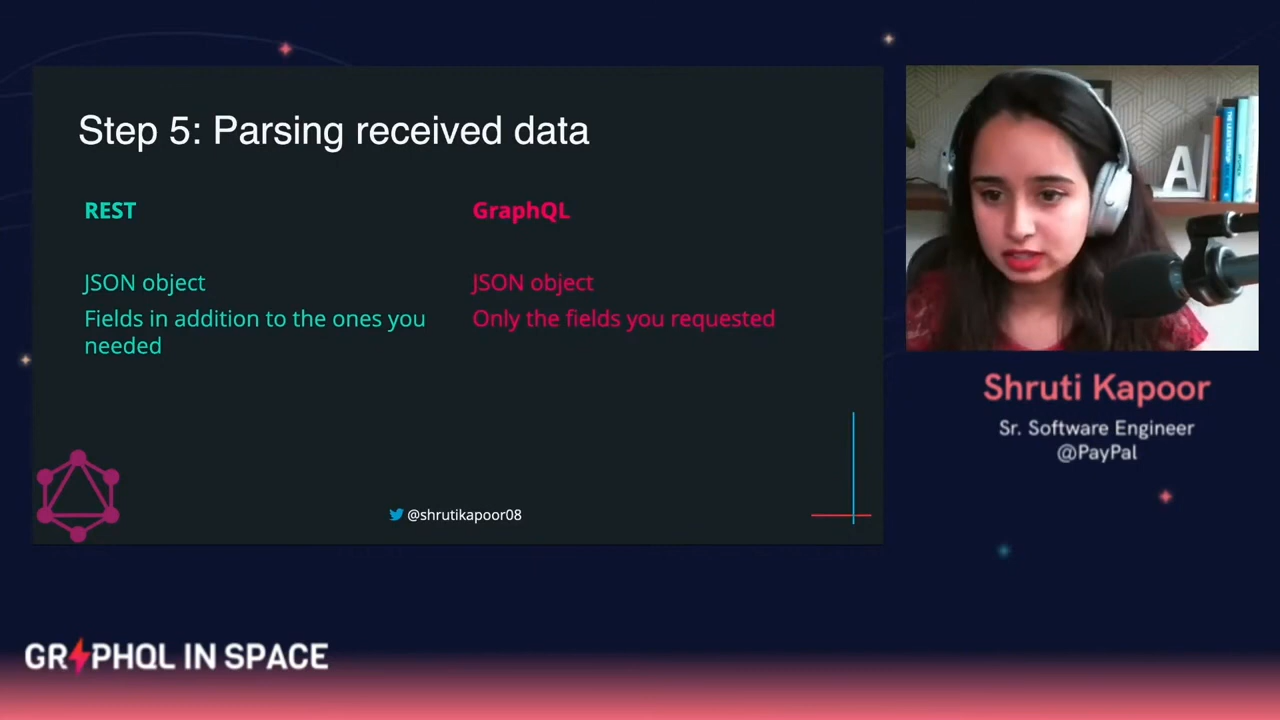 Step 5: Parsing received data
REST
GraphQL
JSON object
Fields in addition to the ones you
needed
JSON object
Only the fields you requested
@shrutikapoor08
A
Shruti Kapoor
Sr. Software Engineer
@PayPal
GRPHQL IN SPACE